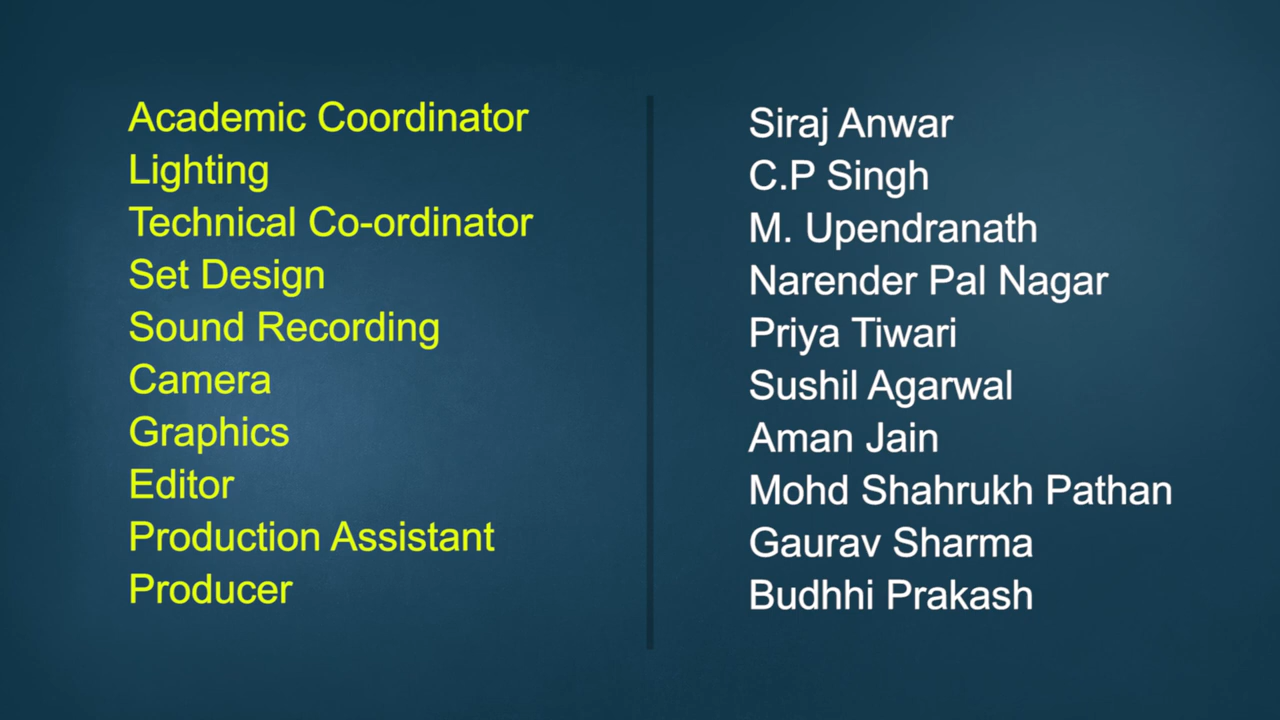 Academic Coordinator Siraj Anwar
Lighting C.P Singh
Technical Co-ordinator M. Upendranath
Set Design Narender Pal Nagar
Sound Recording Priya Tiwari
Camera Sushil Agarwal
Graphics Aman Jain
Editor Mohd Shahrukh Pathan
Production Assistant Gaurav Sharma
Producer Budhhi Prakash